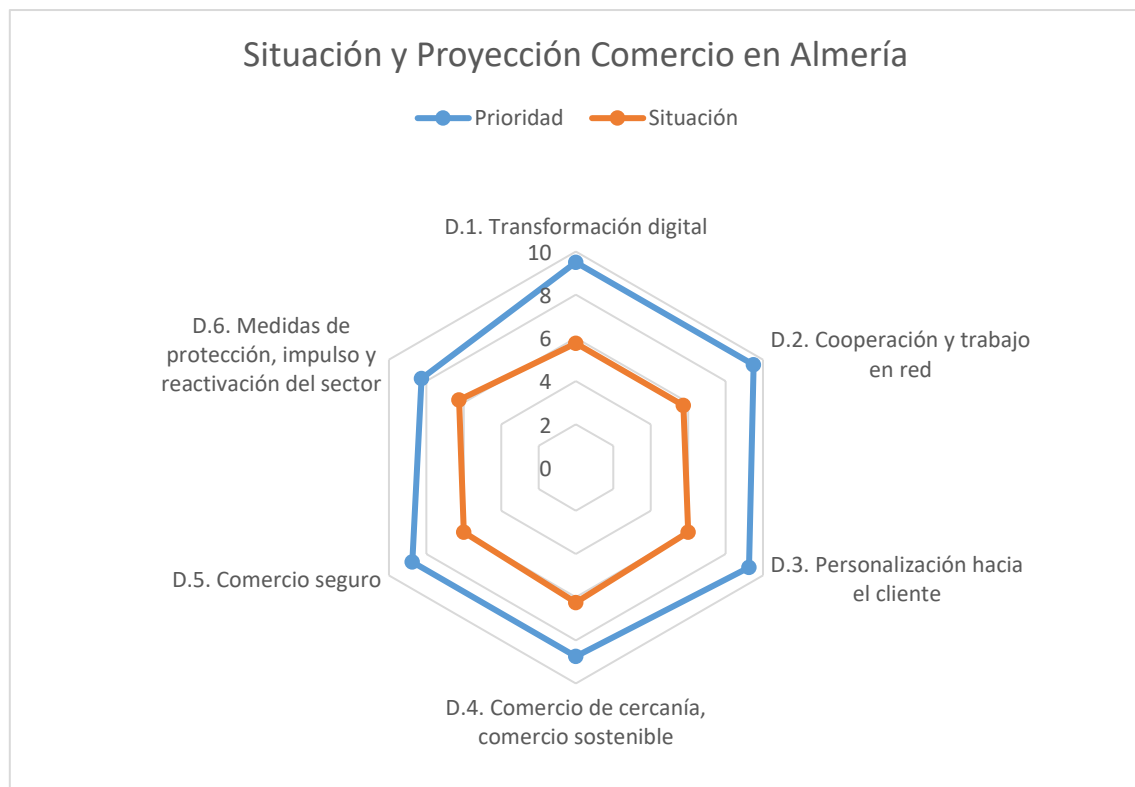 Situación y Proyección Comercio en Almería
Prioridad
Situación
D.1. Transformación digital
10
8
6
4
2
0
D.2. Cooperación y trabajo
en red
D.3. Personalización hacia
el cliente
D.4. Comercio de cercanía,
comercio sostenible
D.5. Comercio seguro
D.6. Medidas de
protección, impulso y
reactivación del sector